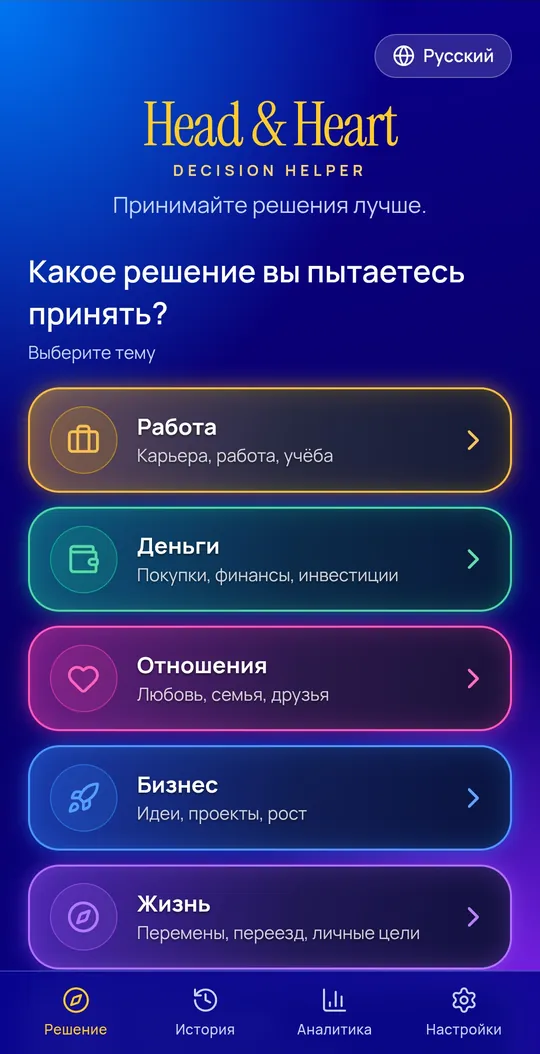 Русский
Head & Heart
DECISION HELPER
Принимайте решения лучше.
Какое решение вы пытаетесь
принять?
Выберите тему
Работа
Карьера, работа, учёба
Деньги
Покупки, финансы, инвестиции
Отношения
Любовь, семья, друзья
Бизнес
Идеи, проекты, рост
Жизнь
Перемены, переезд, личные цели
Решение
История
Аналитика
Настройки